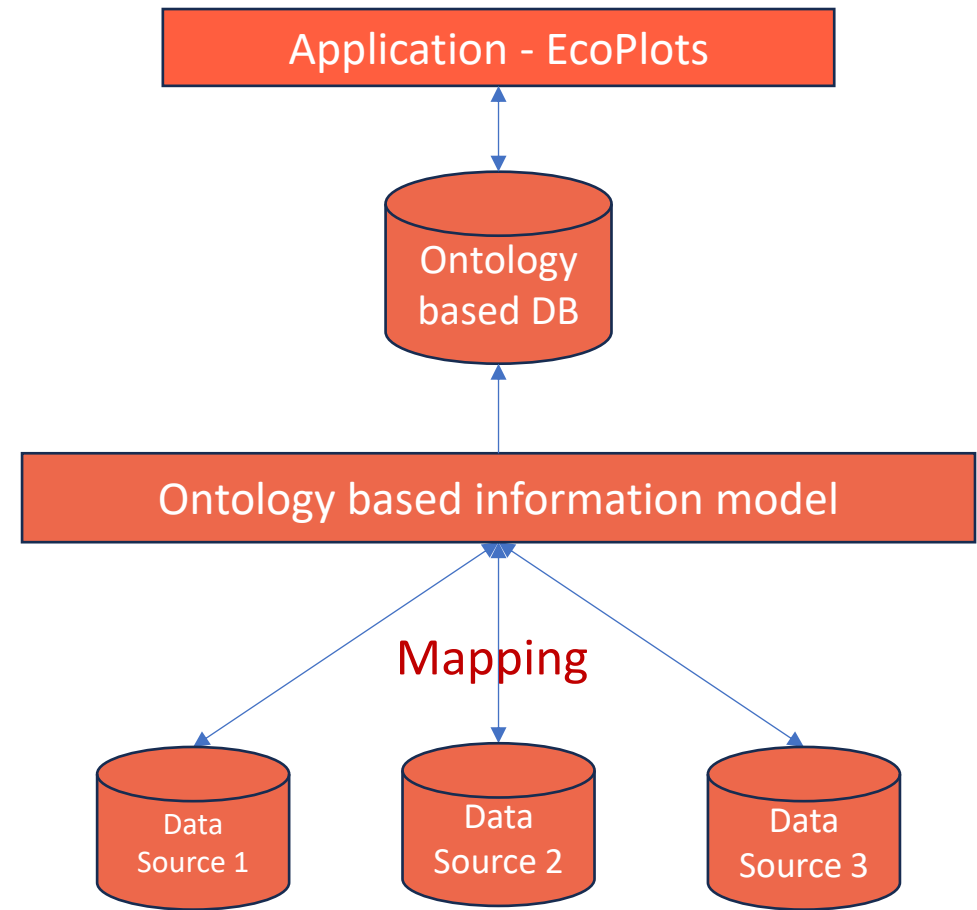 Application - EcoPlots
Ontology
based DB
Ontology based information model
Mapping
Data
Source 1
Data
Source 2
Data
Source 3